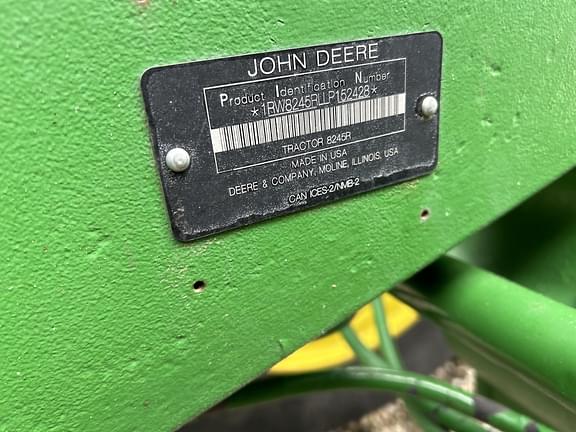 JOHN DEERE
Product Identification Number
*1RW8245RLLP152428*
TRACTOR 8245R
MADE IN USA
DEERE & COMPANY, MOLINE, ILLINOIS, USA
CAN ICES-2/NMB-2